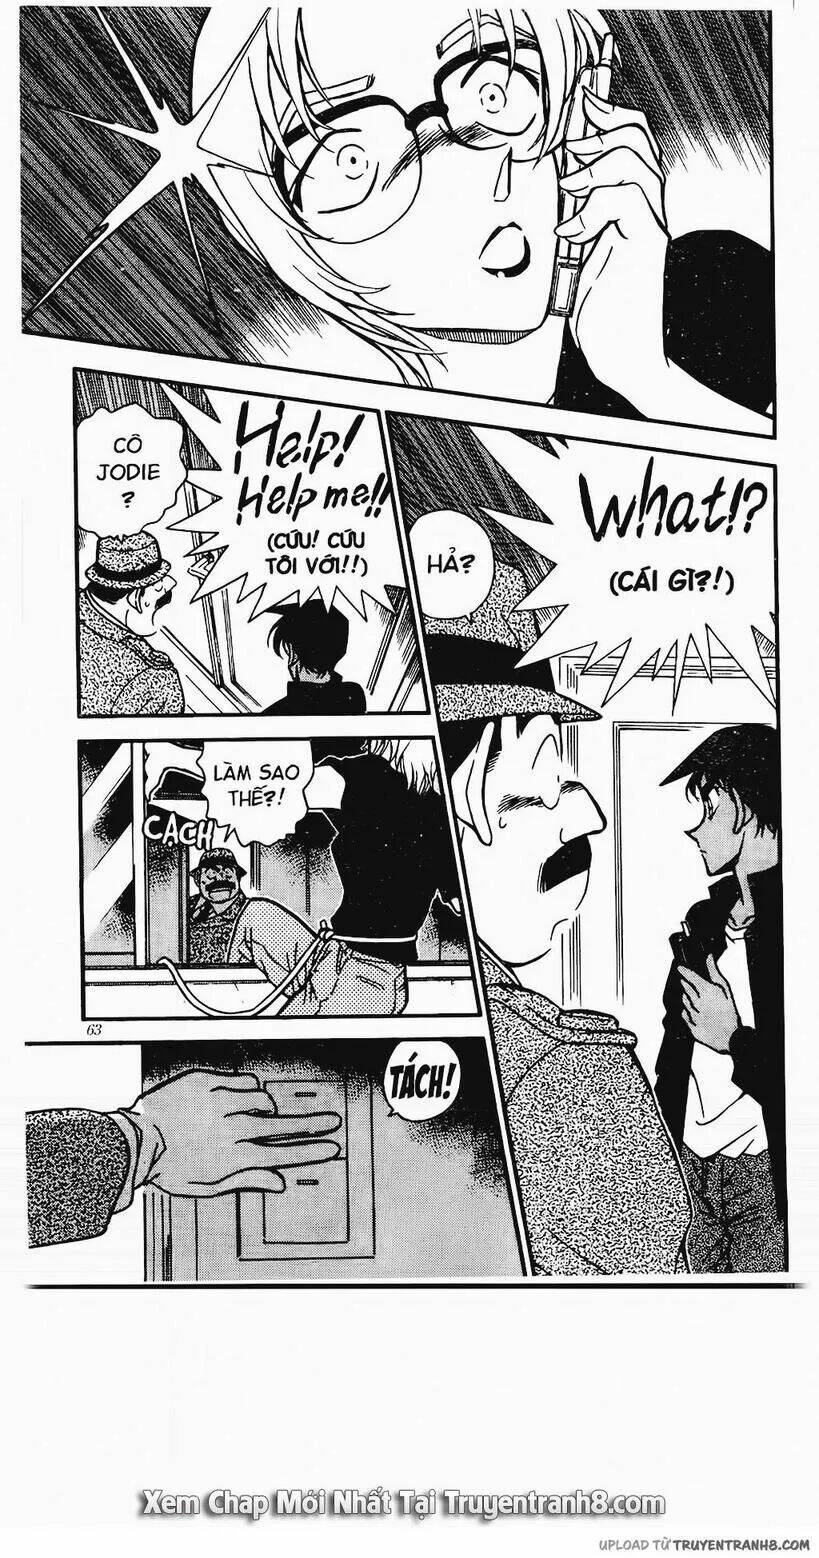 What!?
(CÁI GÌ?!)
HẢ?
Help!
Help me!!
(CỨU! CỨU
TÔI VỚI!!)
CÔ
JODIE
?
LÀM SAO
THẾ?!
CẠCH
63
TÁCH!
Xem Chap Mới Nhất Tại Truyentranh8.com
UPLOAD TỪ TRUYENTRANH8.COM